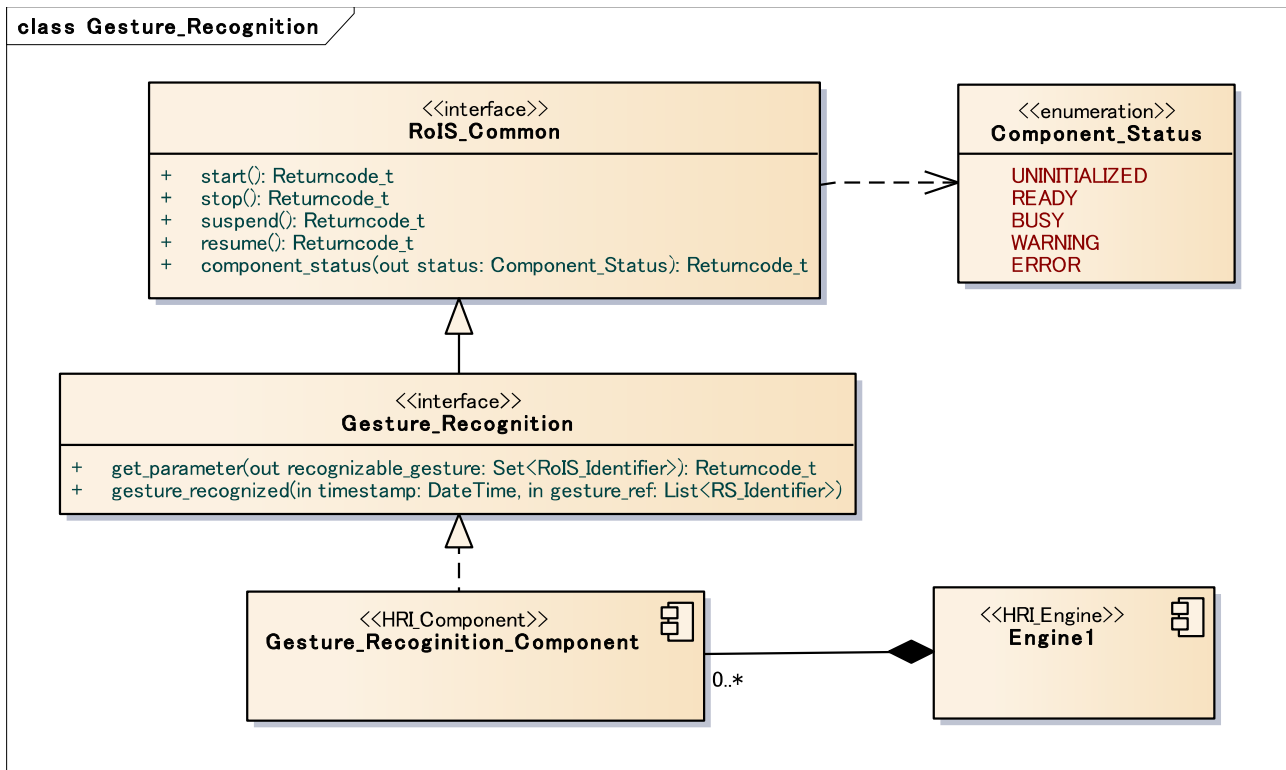 class Gesture_Recognition
<<interface>>
RoIS_Common
+ start(): Returncode_t
+ stop(): Returncode_t
+ suspend(): Returncode_t
+ resume(): Returncode_t
+ component_status(out status: Component_Status): Returncode_t
<<enumeration>>
Component_Status
UNINITIALIZED
READY
BUSY
WARNING
ERROR
<<interface>>
Gesture_Recognition
+ get_parameter(out recognizable_gesture: Set<RoIS_Identifier>): Returncode_t
+ gesture_recognized(in timestamp: DateTime, in gesture_ref: List<RS_Identifier>)
<<HRI_Component>>
Gesture_Recoginition_Component
0..*
<<HRI_Engine>>
Engine1